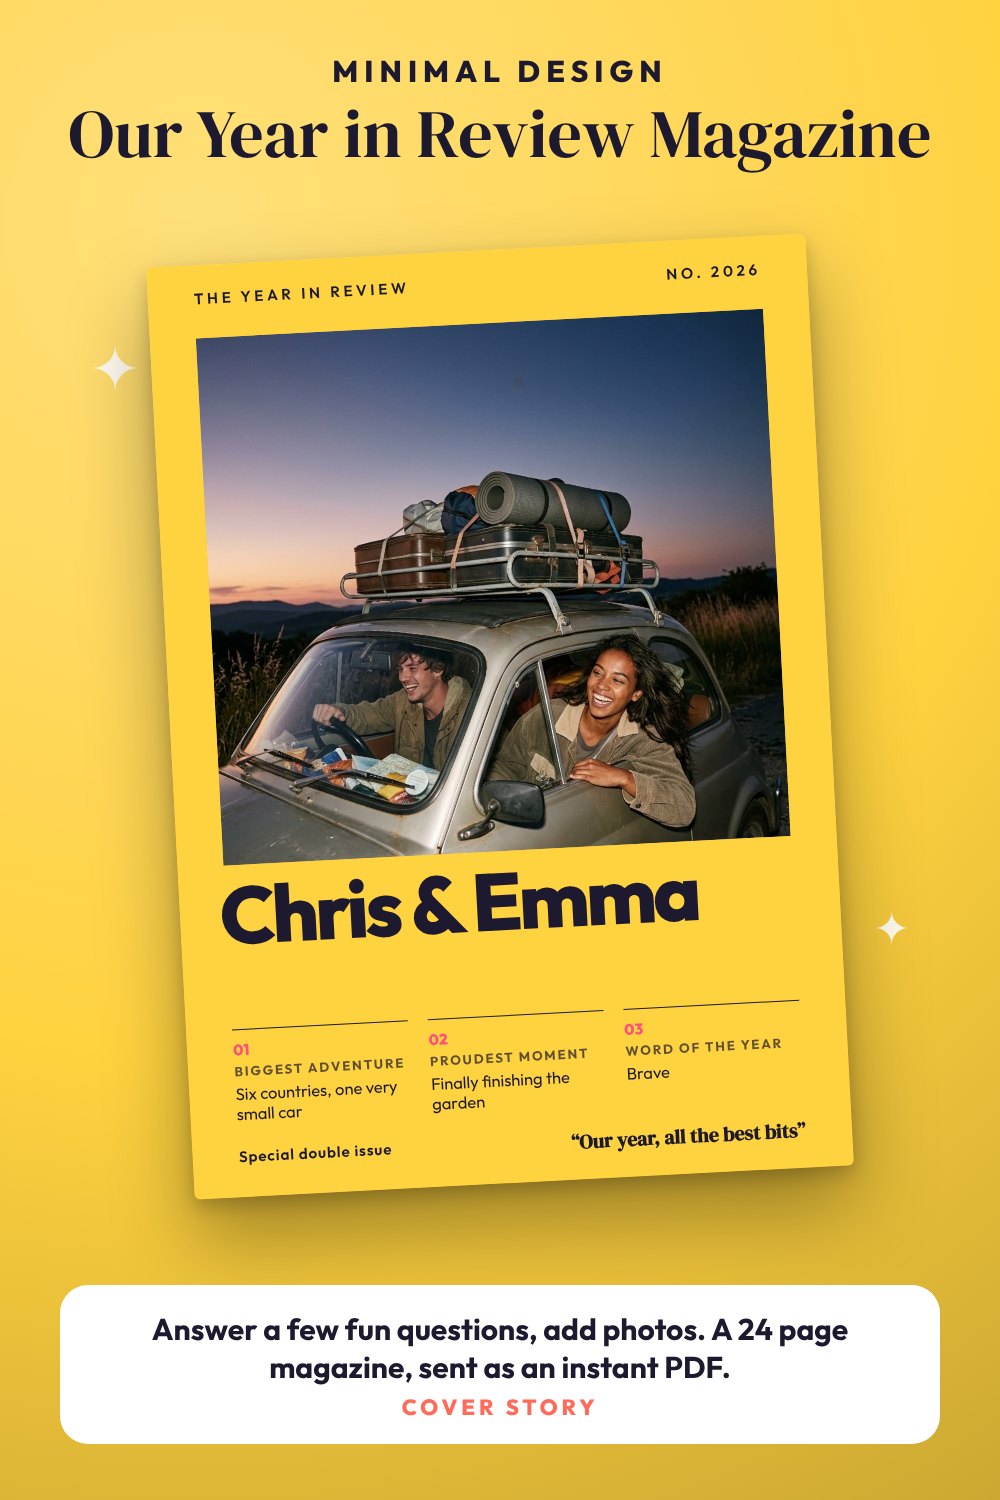 MINIMAL DESIGN
Our Year in Review Magazine
THE YEAR IN REVIEW
NO. 2026
Chris & Emma
01
BIGGEST ADVENTURE
Six countries, one very
small car
02
PROUDEST MOMENT
Finally finishing the
garden
03
WORD OF THE YEAR
Brave
Special double issue
“Our year, all the best bits”
Answer a few fun questions, add photos. A 24 page
magazine, sent as an instant PDF.
COVER STORY